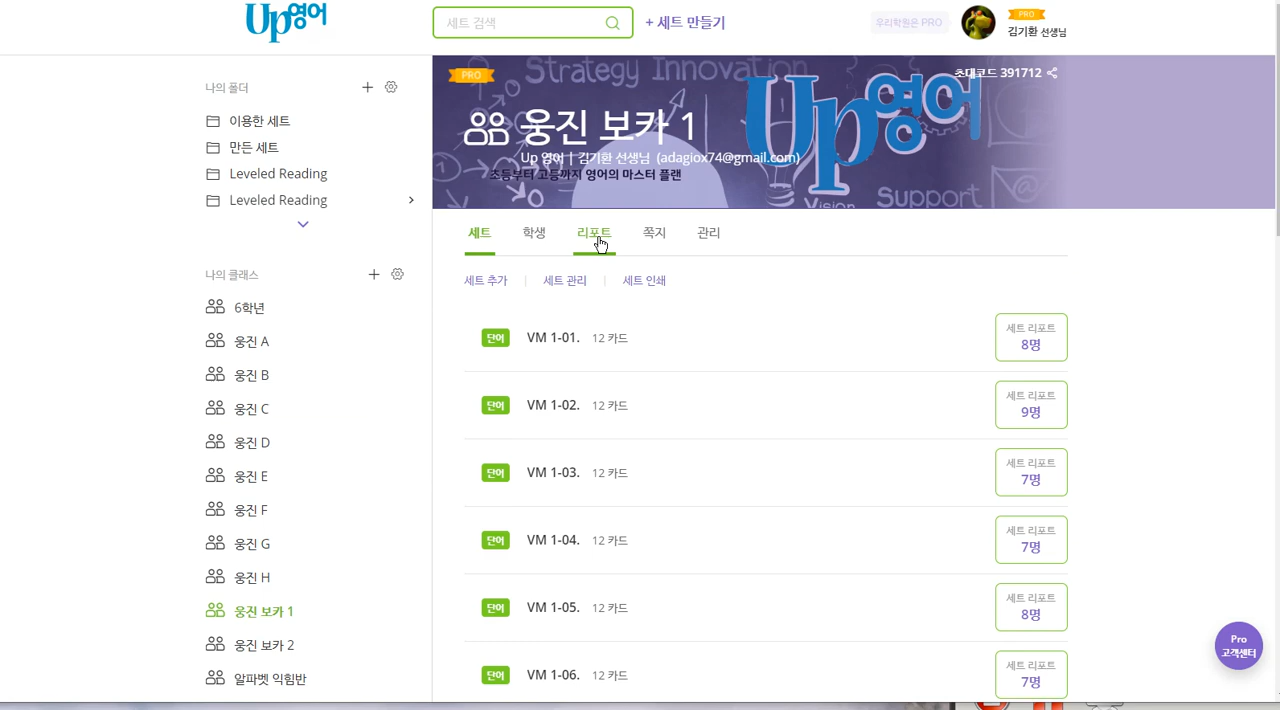 Up영어
세트 검색
+ 세트 만들기
우리학원은 PRO
PRO
김기환 선생님
나의 폴더
이용한 세트
만든 세트
Leveled Reading
Leveled Reading
나의 클래스
6학년
웅진 A
웅진 B
웅진 C
웅진 D
웅진 E
웅진 F
웅진 G
웅진 H
웅진 보카 1
웅진 보카 2
알파벳 익힘반
PRO
Strategy Innovation
초대코드 391712
웅진 보카 1
Up영어
Up 영어 | 김기환 선생님 (adagiox74@gmail.com)
초등부터 고등까지 영어의 마스터 플랜
Vision
Support
세트 학생 리포트 쪽지 관리
세트 추가 | 세트 관리 | 세트 인쇄
단어 VM 1-01. 12 카드
세트 리포트
8명
단어 VM 1-02. 12 카드
세트 리포트
9명
단어 VM 1-03. 12 카드
세트 리포트
7명
단어 VM 1-04. 12 카드
세트 리포트
7명
단어 VM 1-05. 12 카드
세트 리포트
8명
단어 VM 1-06. 12 카드
세트 리포트
7명
Pro
고객센터